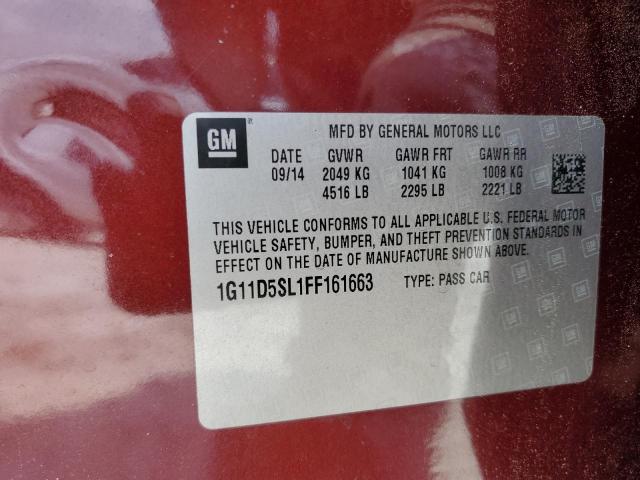 GM
MFD BY GENERAL MOTORS LLC
DATE GVWR GAWR FRT GAWR RR
09/14 2049 KG 1041 KG 1008 KG
4516 LB 2295 LB 2221 LB
THIS VEHICLE CONFORMS TO ALL APPLICABLE U.S. FEDERAL MOTOR
VEHICLE SAFETY, BUMPER, AND THEFT PREVENTION STANDARDS IN
EFFECT ON THE DATE OF MANUFACTURE SHOWN ABOVE.
1G11D5SL1FF161663 TYPE: PASS CAR